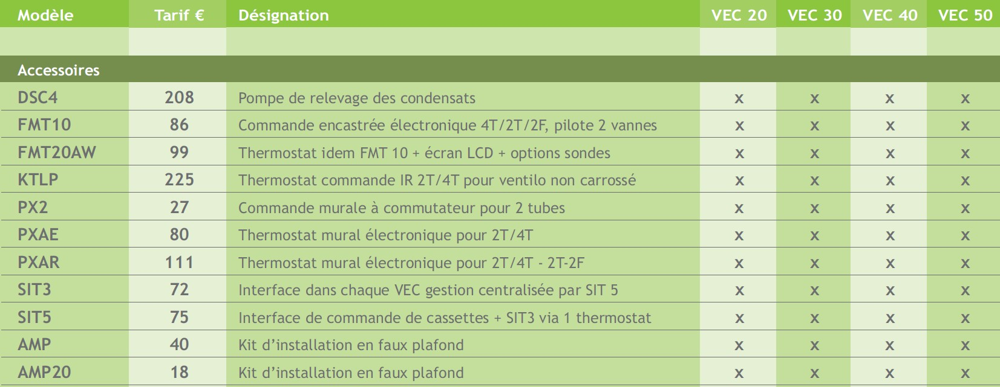 Modèle Tarif € Désignation VEC 20 VEC 30 VEC 40 VEC 50
Accessoires
DSC4 208 Pompe de relevage des condensats x x x x
FMT10 86 Commande encastrée électronique 4T/2T/2F, pilote 2 vannes x x x x
FMT20AW 99 Thermostat idem FMT 10 + écran LCD + options sondes x x x x
KTLP 225 Thermostat commande IR 2T/4T pour ventilo non carrossé x x x x
PX2 27 Commande murale à commutateur pour 2 tubes x x x x
PXAE 80 Thermostat mural électronique pour 2T/4T x x x x
PXAR 111 Thermostat mural électronique pour 2T/4T - 2T-2F x x x x
SIT3 72 Interface dans chaque VEC gestion centralisée par SIT 5 x x x x
SIT5 75 Interface de commande de cassettes + SIT3 via 1 thermostat x x x x
AMP 40 Kit d’installation en faux plafond x x x x
AMP20 18 Kit d’installation en faux plafond x x x x